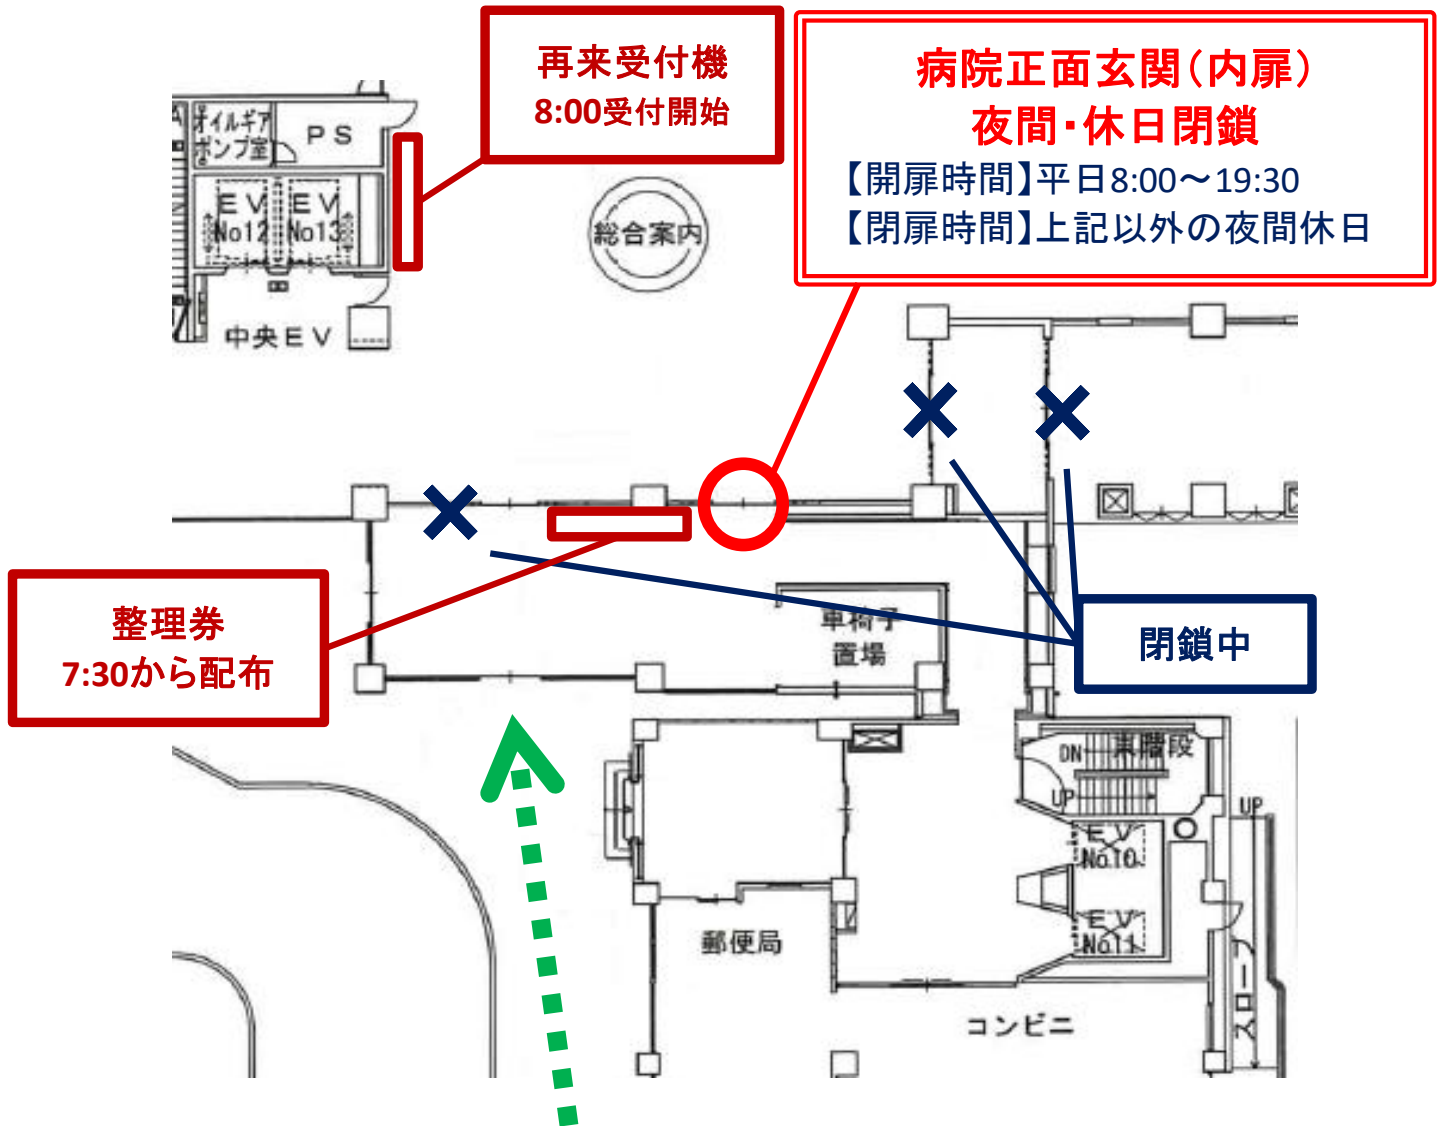 再来受付機
8:00受付開始
病院正面玄関(内扉)
夜間・休日閉鎖
【開扉時間】平日8:00～19:30
【閉扉時間】上記以外の夜間休日
オイルギア
ポンプ室
PS
EV
No12
EV
No13
中央EV
総合案内
整理券
7:30から配布
車椅子
置場
閉鎖中
DN
東階段
UP
UP
EV
No10
EV
No11
郵便局
コンビニ
スロープ